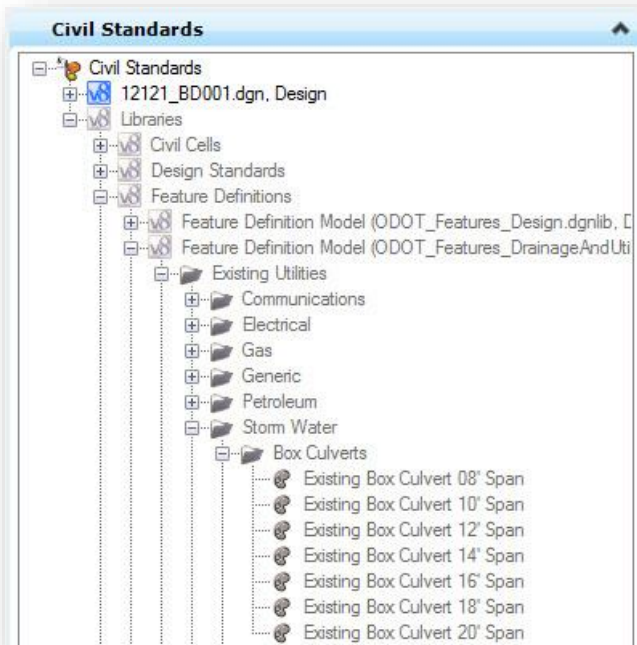 Civil Standards
Civil Standards
12121_BD001.dgn, Design
Libraries
Civil Cells
Design Standards
Feature Definitions
Feature Definition Model (ODOT_Features_Design.dgnlib, D
Feature Definition Model (ODOT_Features_DrainageAndUti
Existing Utilities
Communications
Electrical
Gas
Generic
Petroleum
Storm Water
Box Culverts
Existing Box Culvert 08' Span
Existing Box Culvert 10' Span
Existing Box Culvert 12' Span
Existing Box Culvert 14' Span
Existing Box Culvert 16' Span
Existing Box Culvert 18' Span
Existing Box Culvert 20' Span